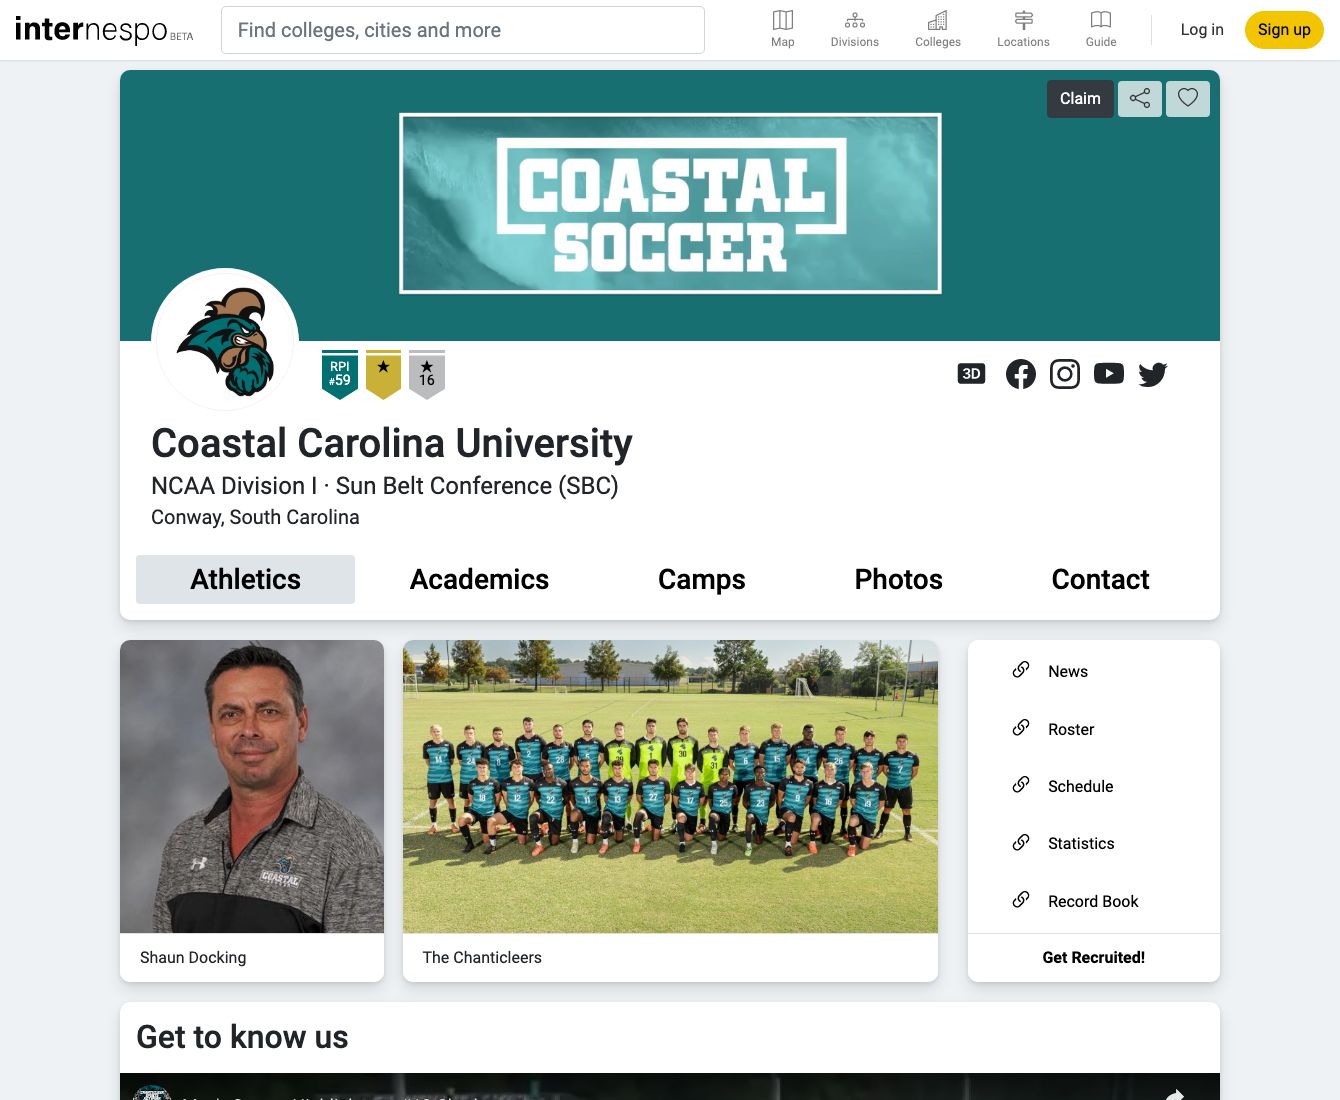 internespo BETA
Find colleges, cities and more
Map
Divisions
Colleges
Locations
Guide
Log in
Sign up
Claim
COASTAL
SOCCER
RPI
#59
16
3D
Coastal Carolina University
NCAA Division I · Sun Belt Conference (SBC)
Conway, South Carolina
Athletics
Academics
Camps
Photos
Contact
COASTAL
Shaun Docking
The Chanticleers
News
Roster
Schedule
Statistics
Record Book
Get Recruited!
Get to know us